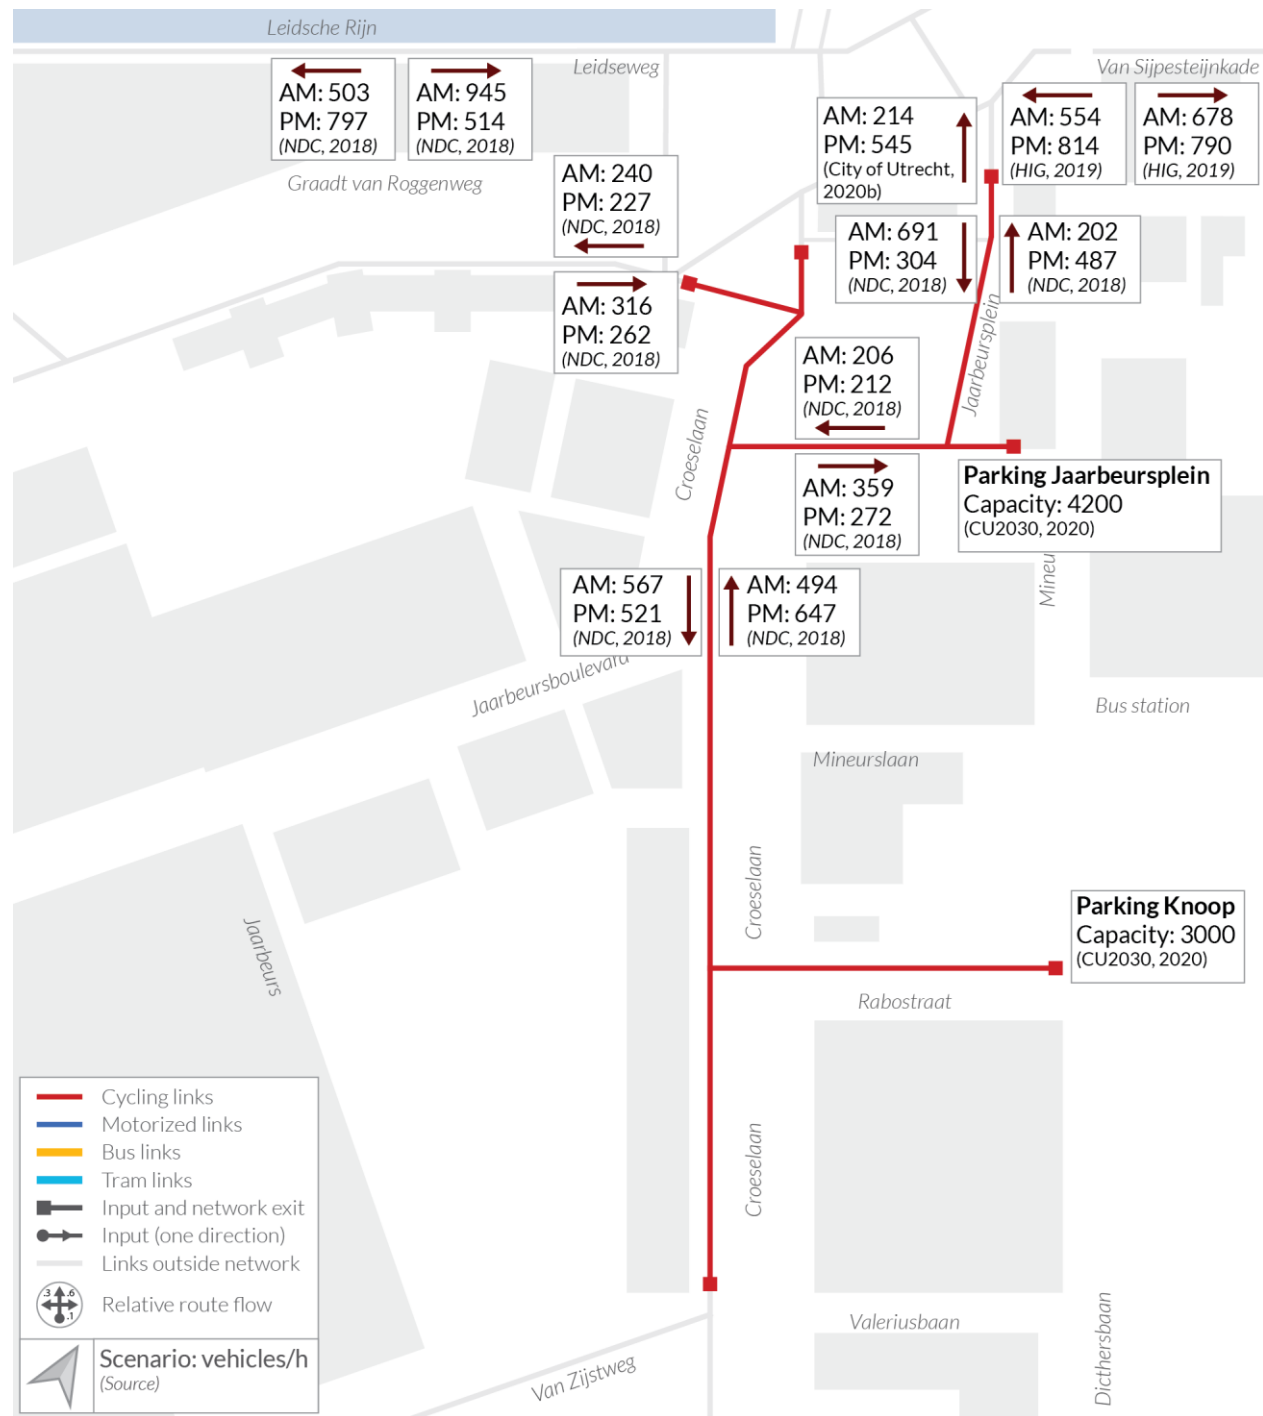 Leidsche Rijn
Leidseweg
Van Sijpesteijnkade
AM: 503
PM: 797
(NDC, 2018)
AM: 945
PM: 514
(NDC, 2018)
AM: 214
PM: 545
(City of Utrecht,
2020b)
AM: 554
PM: 814
(HIG, 2019)
AM: 678
PM: 790
(HIG, 2019)
Graadt van Roggenweg
AM: 240
PM: 227
(NDC, 2018)
AM: 691
PM: 304
(NDC, 2018)
AM: 202
PM: 487
(NDC, 2018)
AM: 316
PM: 262
(NDC, 2018)
Jaarbeursplein
AM: 206
PM: 212
(NDC, 2018)
Croeselaan
AM: 359
PM: 272
(NDC, 2018)
Parking Jaarbeursplein
Capacity: 4200
(CU2030, 2020)
Mineu
AM: 567
PM: 521
(NDC, 2018)
AM: 494
PM: 647
(NDC, 2018)
Jaarbeursboulevard
Bus station
Mineurslaan
Croeselaan
Jaarbeurs
Parking Knoop
Capacity: 3000
(CU2030, 2020)
Rabostraat
Croeselaan
Cycling links
Motorized links
Bus links
Tram links
Input and network exit
Input (one direction)
Links outside network
.3 .6
.1
Relative route flow
Scenario: vehicles/h
(Source)
Valeriusbaan
Dicthersbaan
Van Zijstweg